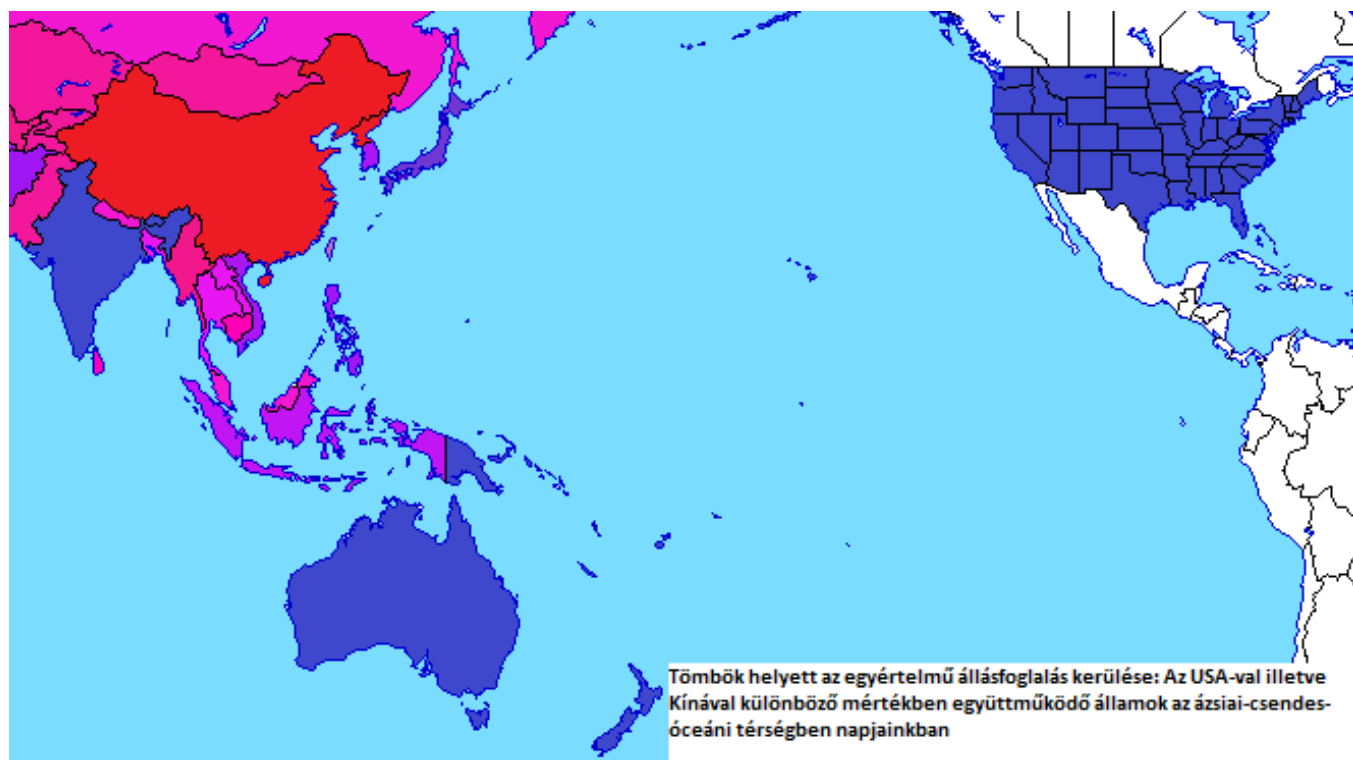 Tömbök helyett az egyértelmű állásfoglalás kerülése: Az USA-val illetve
Kínával különböző mértékben együttműködő államok az ázsiai-csendes-
óceáni térségben napjainkban